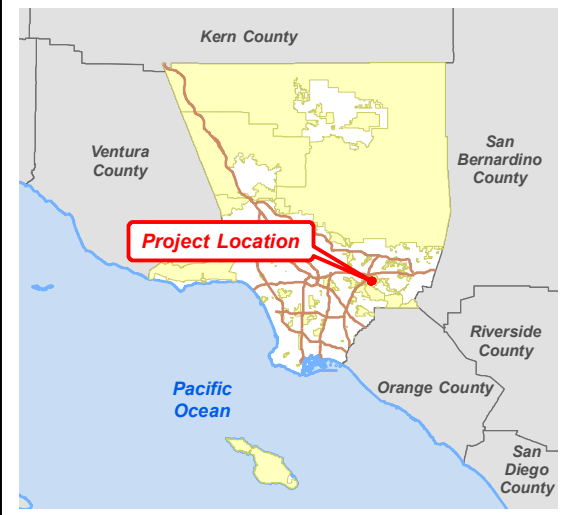 Kern County
Ventura
County
San
Bernardino
County
Project Location
Riverside
County
Orange County
Pacific
Ocean
San
Diego
County